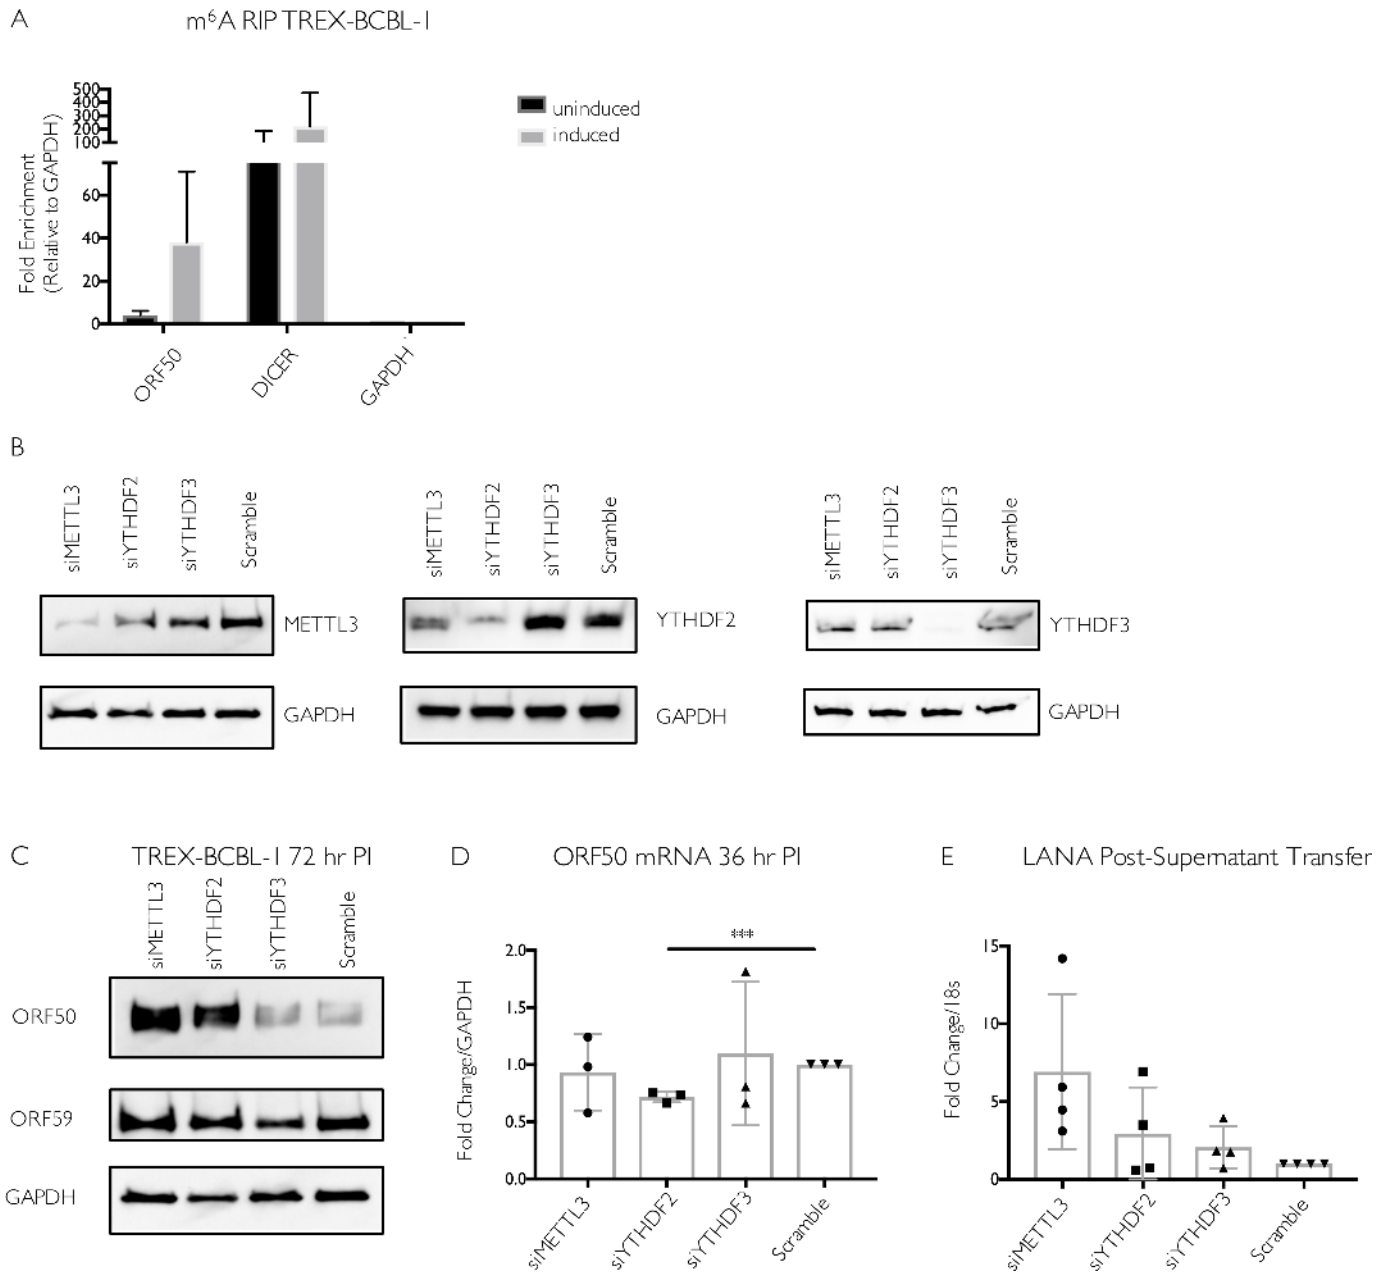 A
m⁶A RIP TREX-BCBL-1
500
400
300
200
100
60
40
20
0
Fold Enrichment
(Relative to GAPDH)
uninduced
induced
ORF50
DICER
GAPDH
B
siMETTL3
siYTHDF2
siYTHDF3
Scramble
METTL3
GAPDH
siMETTL3
siYTHDF2
siYTHDF3
Scramble
YTHDF2
GAPDH
siMETTL3
siYTHDF2
siYTHDF3
Scramble
YTHDF3
GAPDH
C
TREX-BCBL-1 72 hr PI
siMETTL3
siYTHDF2
siYTHDF3
Scramble
ORF50
ORF59
GAPDH
D
ORF50 mRNA 36 hr PI
***
2.0
1.5
1.0
0.5
0.0
Fold Change/GAPDH
siMETTL3
siYTHDF2
siYTHDF3
Scramble
E
LANA Post-Supernatant Transfer
15
10
5
0
Fold Change/18s
siMETTL3
siYTHDF2
siYTHDF3
Scramble